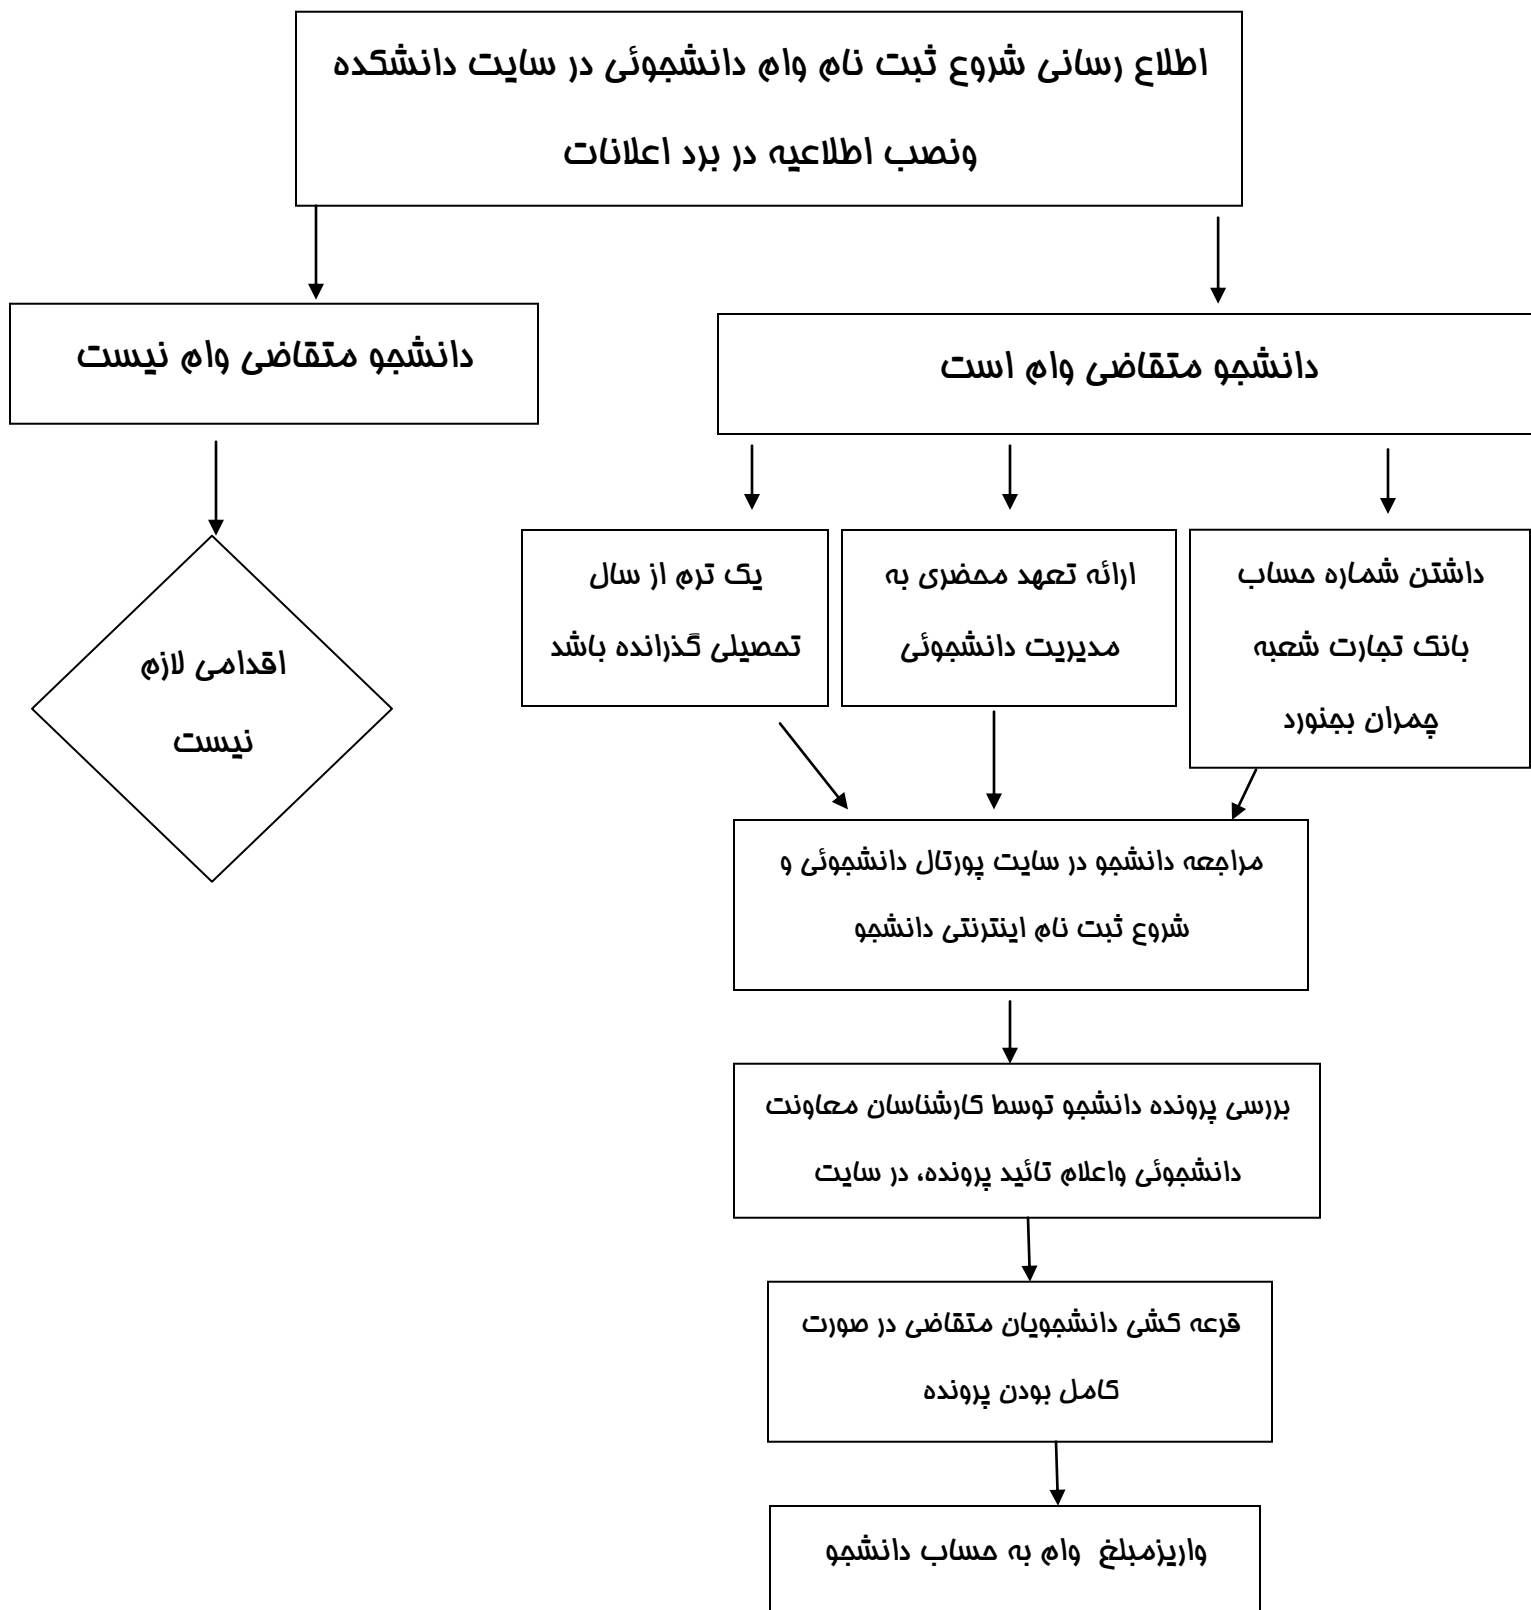 اطلاع رسانی شروع ثبت نام وام دانشجوئی در سایت دانشکده
ونصب اطلاعیه در برد اعلانات
دانشجو متقاضی وام است
دانشجو متقاضی وام نیست
داشتن شماره حساب
بانک تجارت شعبه
چمران بجنورد
ارائه تعهد محضری به
مدیریت دانشجوئی
یک ترم از سال
تحصیلی گذرانده باشد
اقدامی لازم
نیست
مراجعه دانشجو در سایت پورتال دانشجوئی و
شروع ثبت نام اینترنتی دانشجو
بررسی پرونده دانشجو توسط کارشناسان معاونت
دانشجوئی واعلام تائید پرونده، در سایت
قرعه کشی دانشجویان متقاضی در صورت
کامل بودن پرونده
واریزمبلغ وام به حساب دانشجو